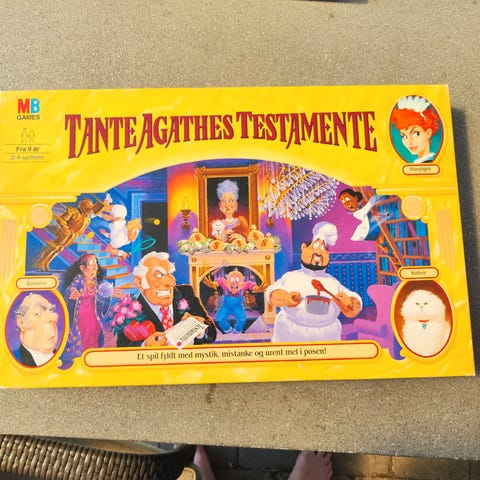 MB
GAMES
Fra 9 år
2-4 spillere
TANTE AGATHES TESTAMENTE
Stuepigen
Butleren
Katten
Et spil fyldt med mystik, mistanke og urent mel i posen!